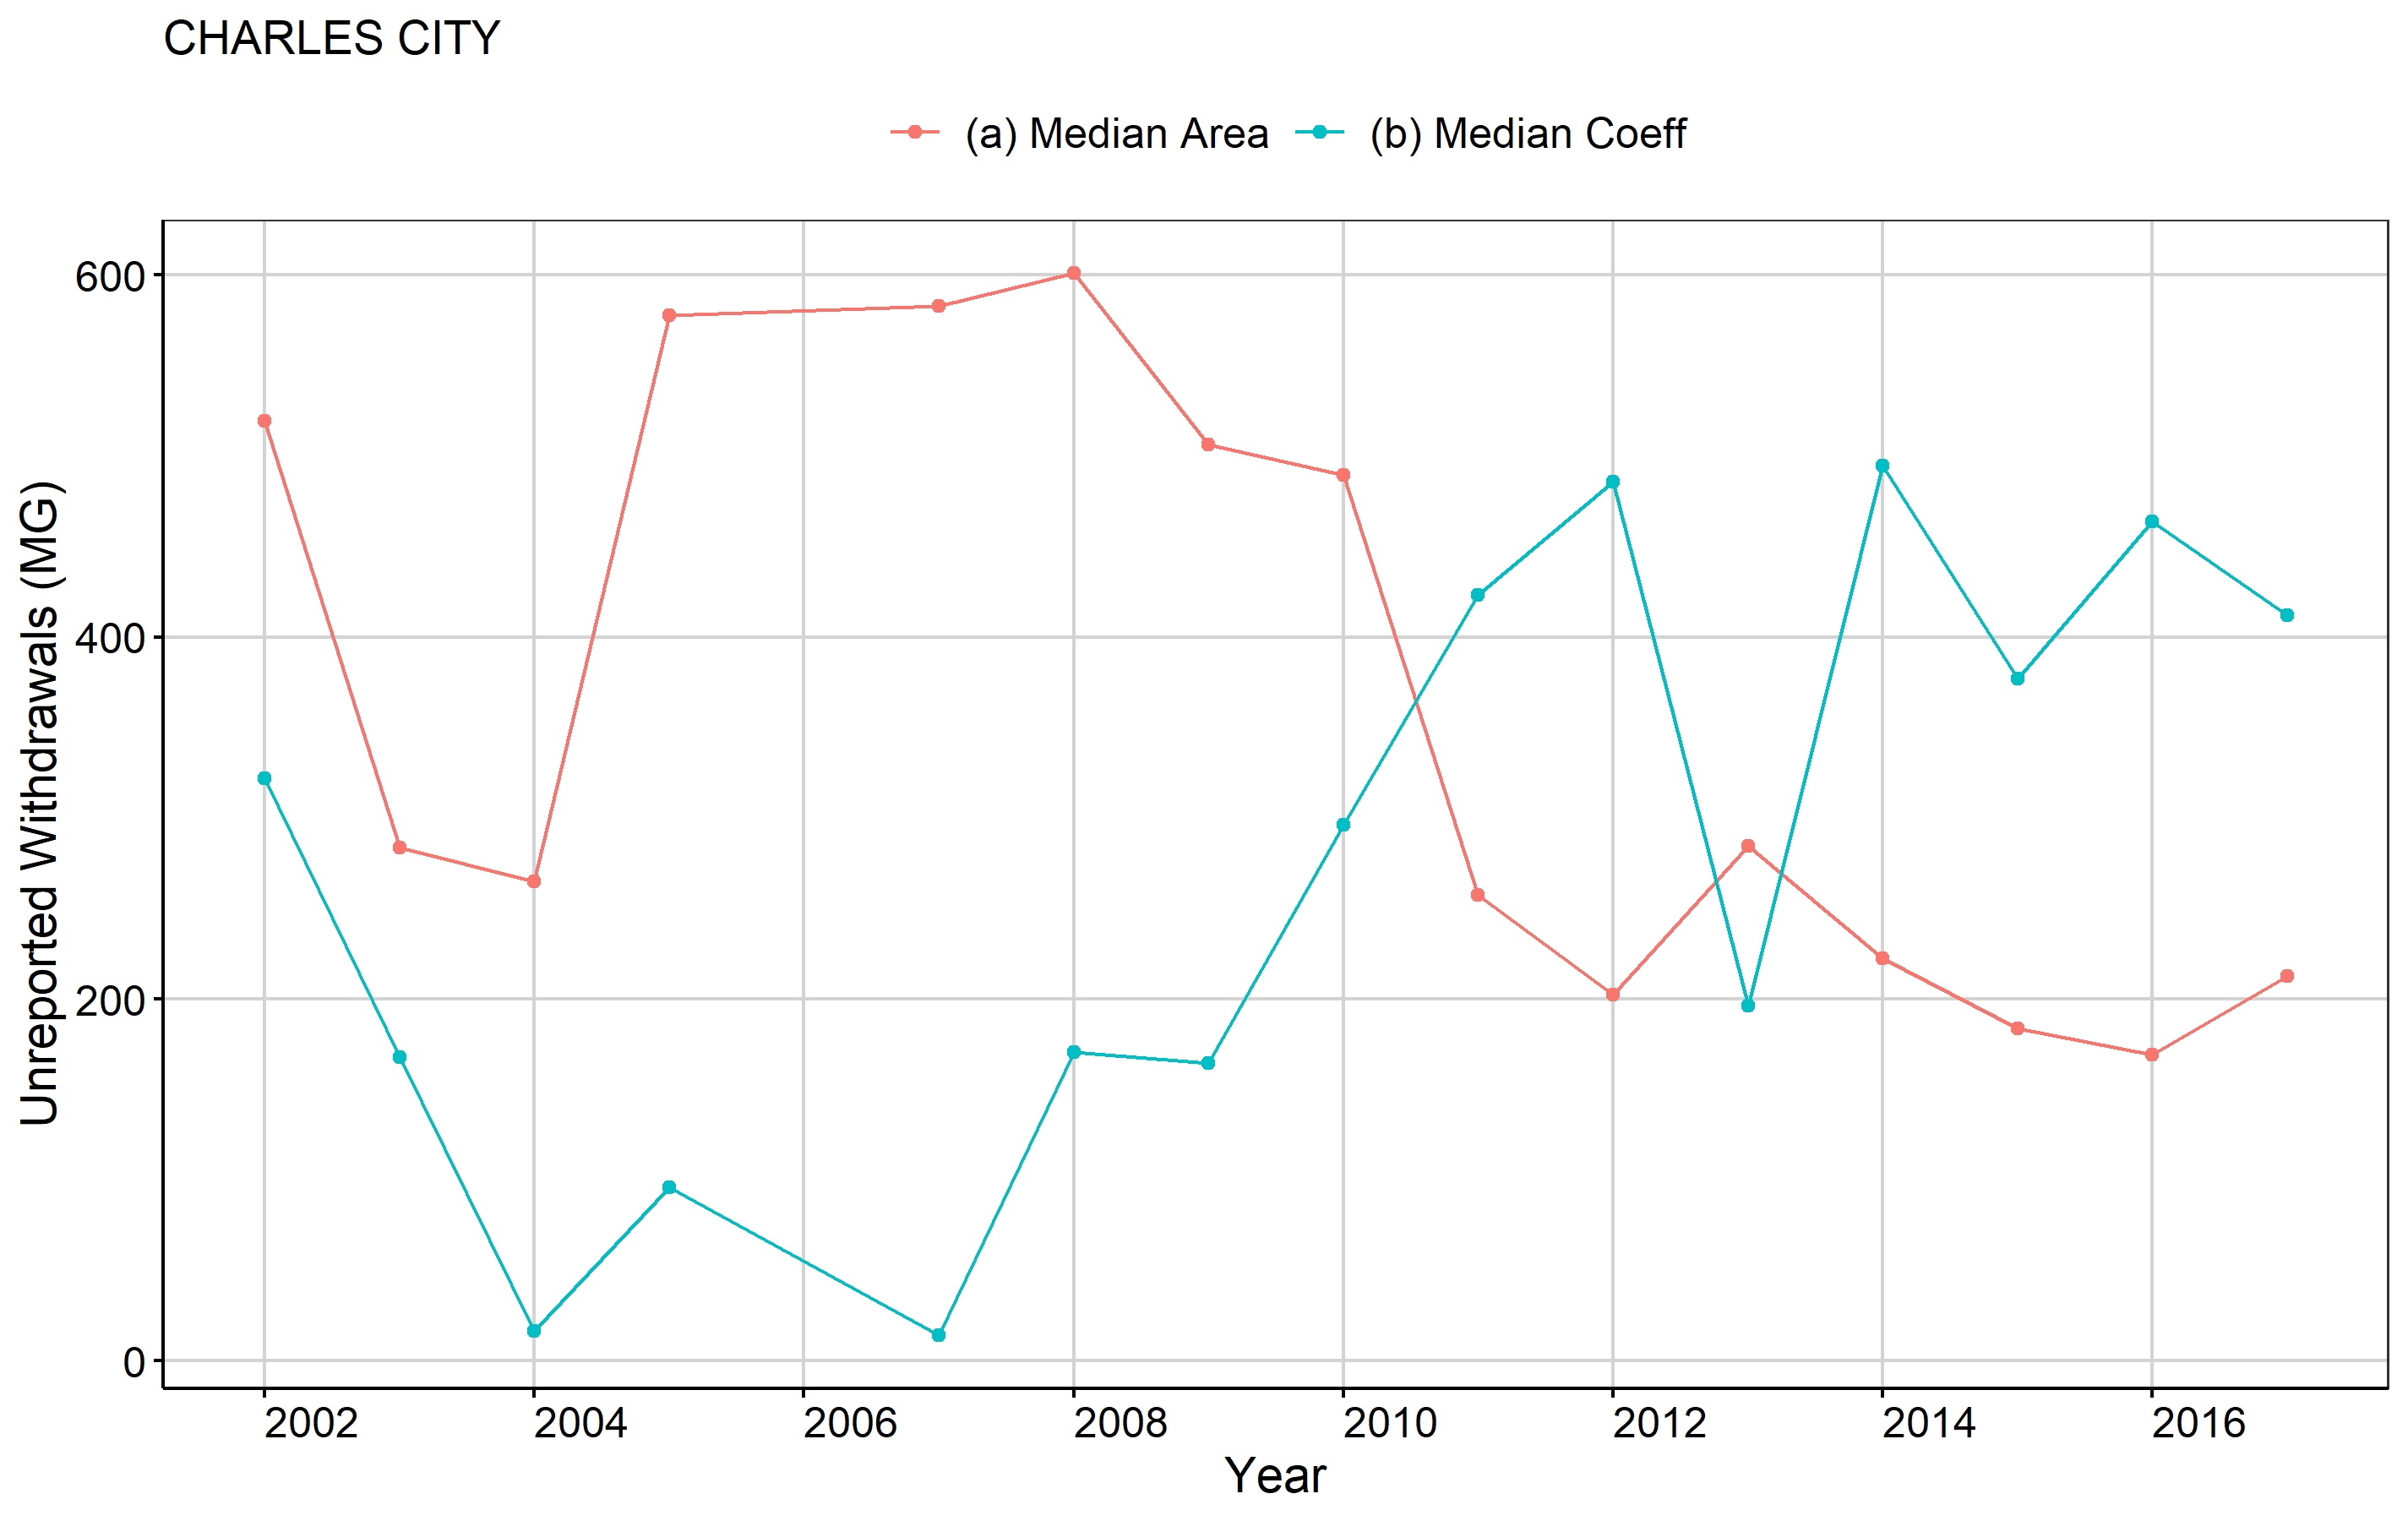 CHARLES CITY
(a) Median Area (b) Median Coeff
Unreported Withdrawals (MG)
600
400
200
0
2002 2004 2006 2008 2010 2012 2014 2016
Year